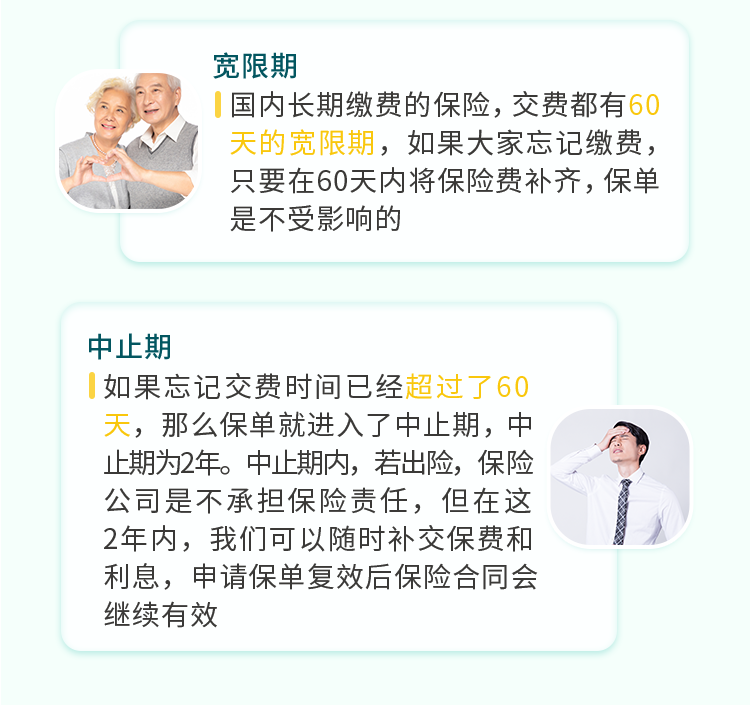 宽限期
国内长期缴费的保险，交费都有60
天的宽限期，如果大家忘记缴费，
只要在60天内将保险费补齐，保单
是不受影响的
中止期
如果忘记交费时间已经超过了60
天，那么保单就进入了中止期，中
止期为2年。中止期内，若出险，保险
公司是不承担保险责任，但在这
2年内，我们可以随时补交保费和
利息，申请保单复效后保险合同会
继续有效